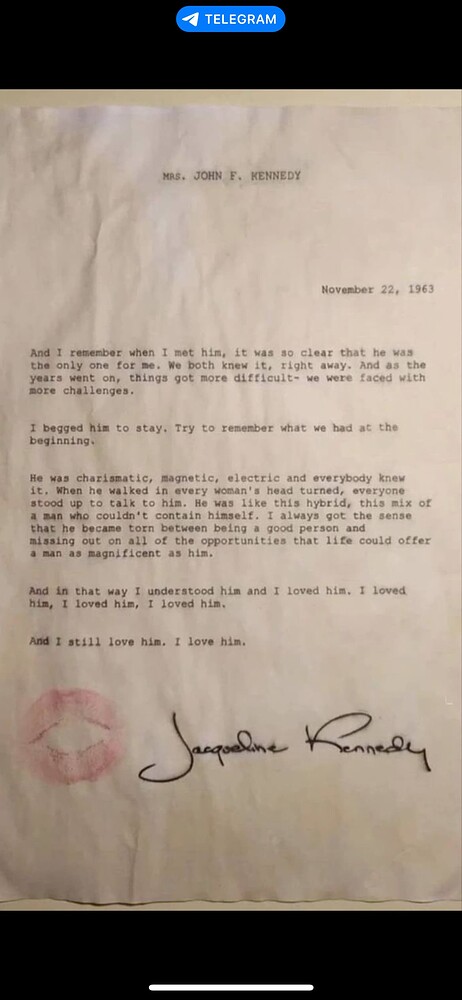 TELEGRAM
MRS. JOHN F. KENNEDY
November 22, 1963
And I remember when I met him, it was so clear that he was
the only one for me. We both knew it, right away. And as the
years went on, things got more difficult- we were faced with
more challenges.
I begged him to stay. Try to remember what we had at the
beginning.
He was charismatic, magnetic, electric and everybody knew
it. When he walked in every woman's head turned, everyone
stood up to talk to him. He was like this hybrid, this mix of
a man who couldn't contain himself. I always got the sense
that he became torn between being a good person and
missing out on all of the opportunities that life could offer
a man as magnificent as him.
And in that way I understood him and I loved him. I loved
him, I loved him, I loved him.
And I still love him. I love him.
Jacqueline Kennedy